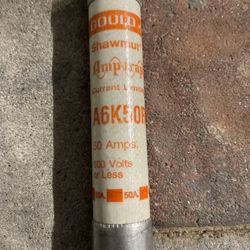 GOULD
Shawmut
Amp-trap
Current Limiting
A6K50R
50 Amps.
600 Volts
or Less
50A.